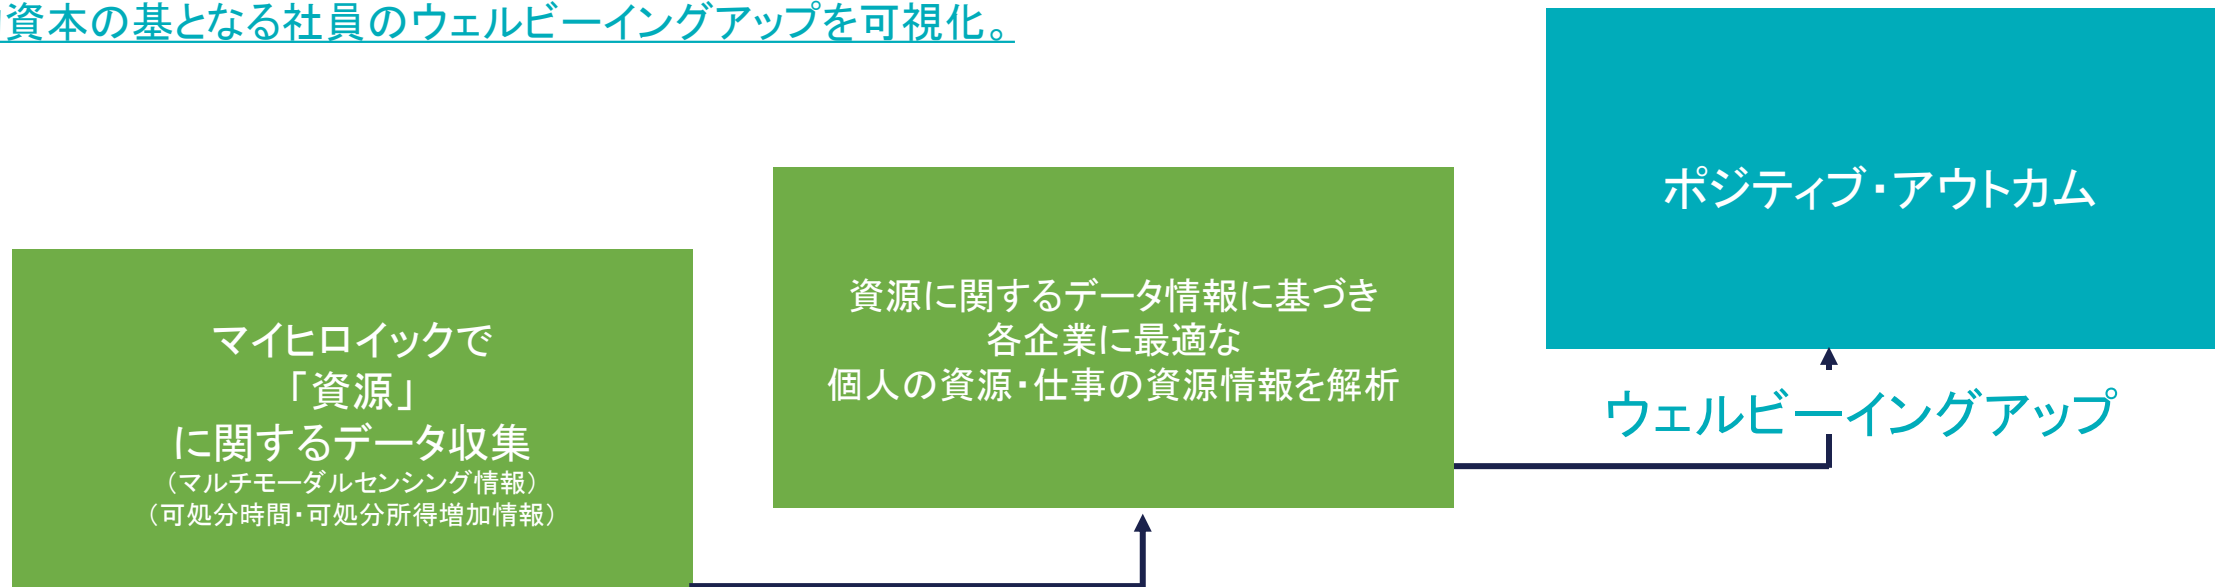 資本の基となる社員のウェルビーイングアップを可視化。
ポジティブ・アウトカム
資源に関するデータ情報に基づき
各企業に最適な
個人の資源・仕事の資源情報を解析
マイヒロイックで
「資源」
に関するデータ収集
（マルチモーダルセンシング情報）
（可処分時間・可処分所得増加情報）
ウェルビーイングアップ